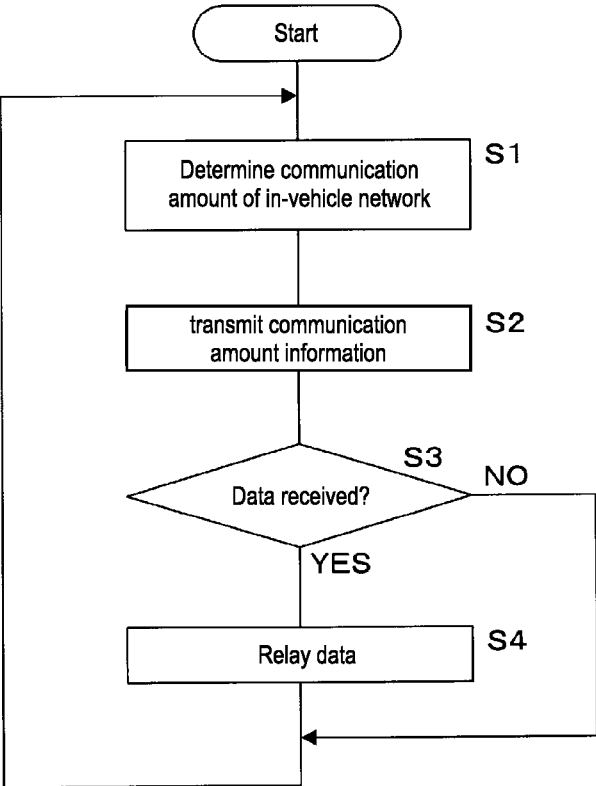 Start
Determine communication
amount of in-vehicle network
S1
transmit communication
amount information
S2
S3
Data received?
NO
YES
Relay data
S4